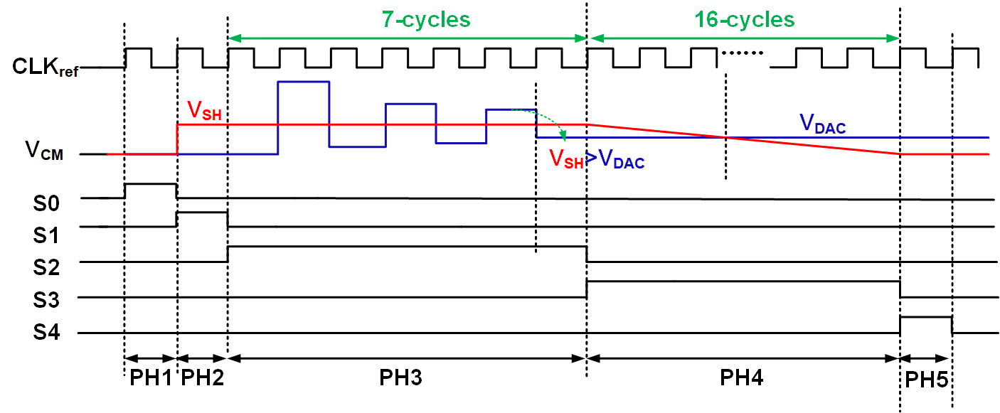 7-cycles
16-cycles
CLKref
VSH
VDAC
VCM
VSH>VDAC
S0
S1
S2
S3
S4
PH1
PH2
PH3
PH4
PH5